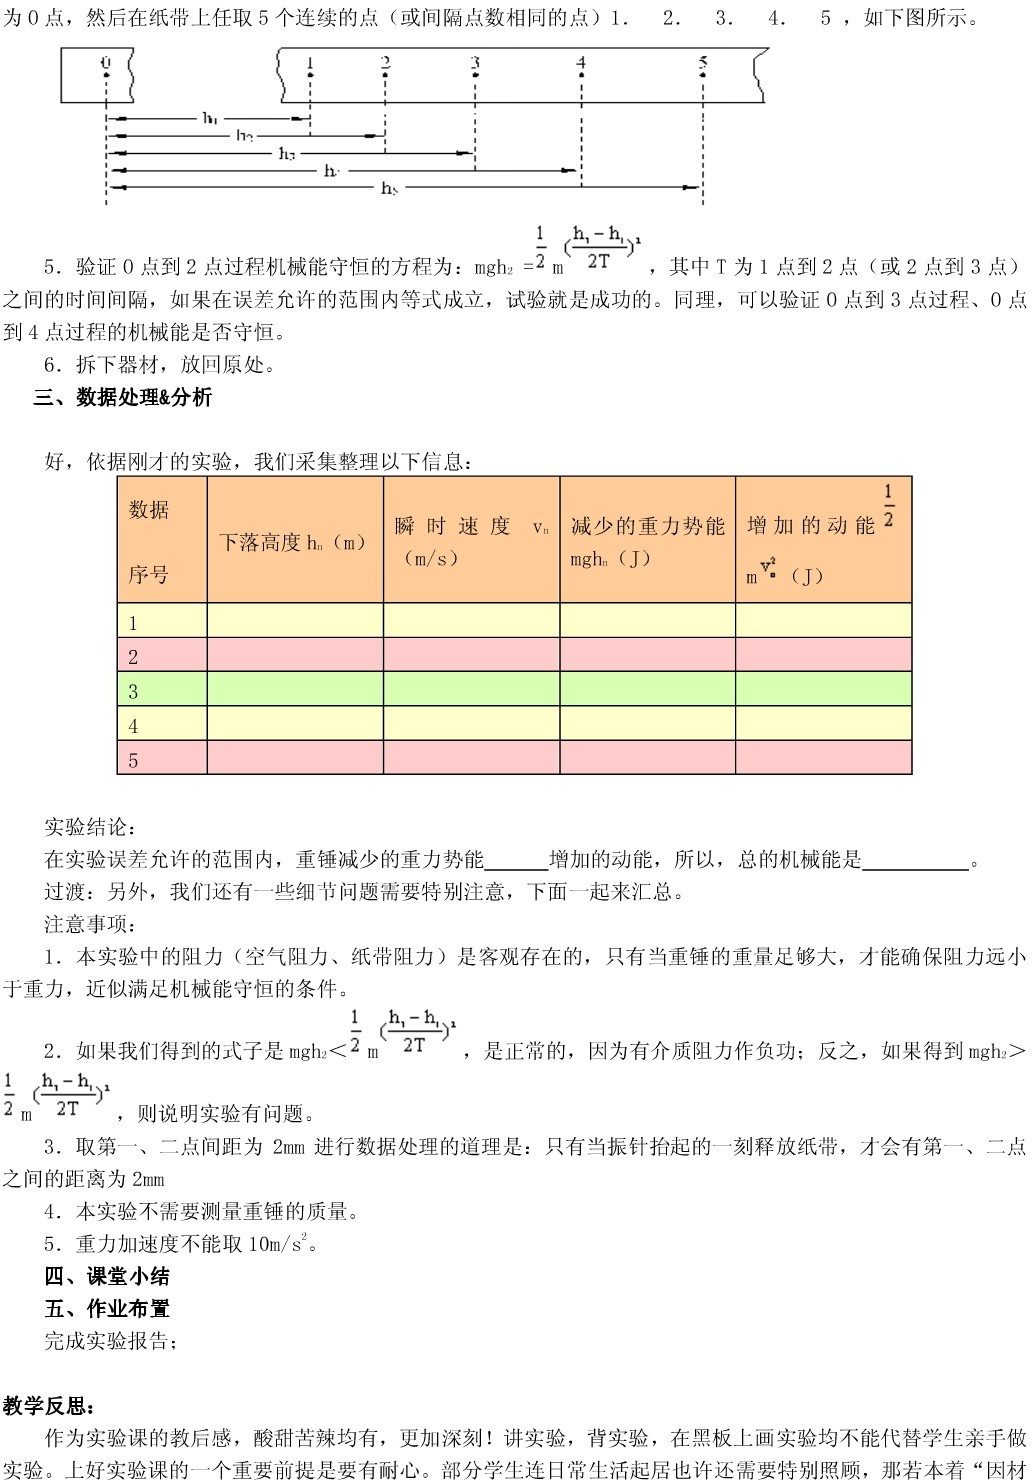 为0点，然后在纸带上任取5个连续的点（或间隔点数相同的点）1． 2． 3． 4． 5 ，如下图所示。
0 1 2 3 4 5
h₁
h₂
h₃
h
h₅
5．验证0点到2点过程机械能守恒的方程为：mgh₂ =1/2 m((h₁－h₁)/2T)² ，其中T为1点到2点（或2点到3点）
之间的时间间隔，如果在误差允许的范围内等式成立，试验就是成功的。同理，可以验证0点到3点过程、0点
到4点过程的机械能是否守恒。
6．拆下器材，放回原处。
三、数据处理&分析
好，依据刚才的实验，我们采集整理以下信息：
数据
序号
下落高度hₙ（m）
瞬时速度 vₙ
（m/s）
减少的重力势能
mghₙ（J）
增加的动能1/2
mvₙ²（J）
1
2
3
4
5
实验结论：
在实验误差允许的范围内，重锤减少的重力势能______增加的动能，所以，总的机械能是__________。
过渡：另外，我们还有一些细节问题需要特别注意，下面一起来汇总。
注意事项：
1．本实验中的阻力（空气阻力、纸带阻力）是客观存在的，只有当重锤的重量足够大，才能确保阻力远小
于重力，近似满足机械能守恒的条件。
2．如果我们得到的式子是mgh₂＜1/2 m((h₁－h₁)/2T)² ，是正常的，因为有介质阻力作负功；反之，如果得到mgh₂＞
1/2 m((h₁－h₁)/2T)² ，则说明实验有问题。
3．取第一、二点间距为 2mm 进行数据处理的道理是：只有当振针抬起的一刻释放纸带，才会有第一、二点
之间的距离为2mm
4．本实验不需要测量重锤的质量。
5．重力加速度不能取10m/s²。
四、课堂小结
五、作业布置
完成实验报告；
教学反思：
作为实验课的教后感，酸甜苦辣均有，更加深刻！讲实验，背实验，在黑板上画实验均不能代替学生亲手做
实验。上好实验课的一个重要前提是要有耐心。部分学生连日常生活起居也许还需要特别照顾，那若本着“因材